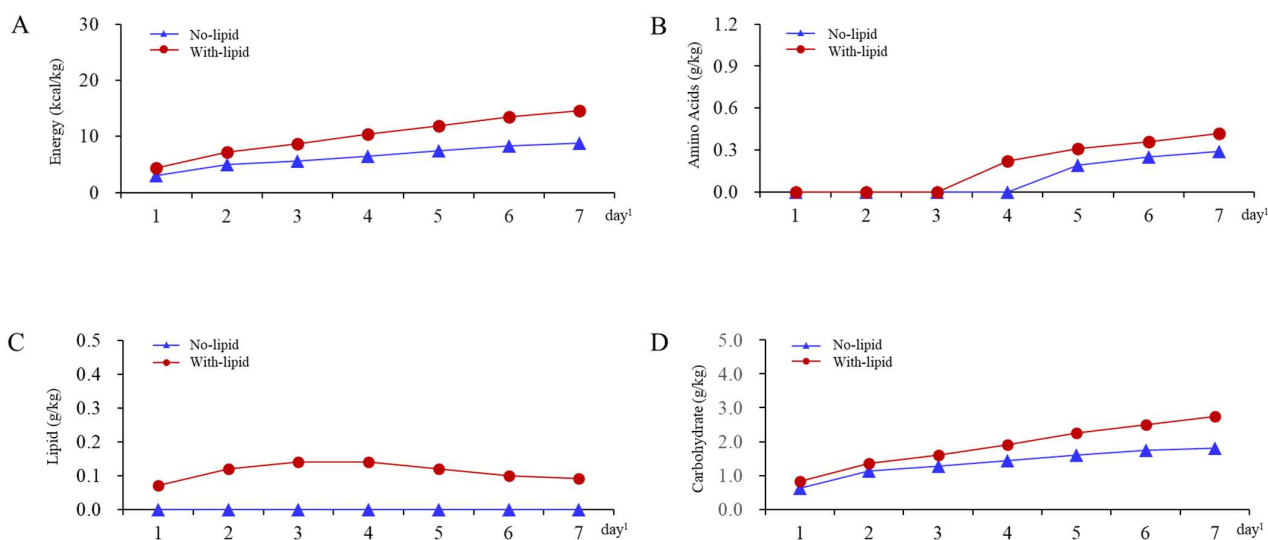 A
Energy (kcal/kg)
30
20
10
0
No-lipid
With-lipid
1 2 3 4 5 6 7 day¹
B
Amino Acids (g/kg)
1.2
0.9
0.6
0.3
0.0
No-lipid
With-lipid
1 2 3 4 5 6 7 day¹
C
Lipid (g/kg)
0.5
0.4
0.3
0.2
0.1
0.0
No-lipid
With-lipid
1 2 3 4 5 6 7 day¹
D
Carbohydrate (g/kg)
5.0
4.0
3.0
2.0
1.0
0.0
No-lipid
With-lipid
1 2 3 4 5 6 7 day¹